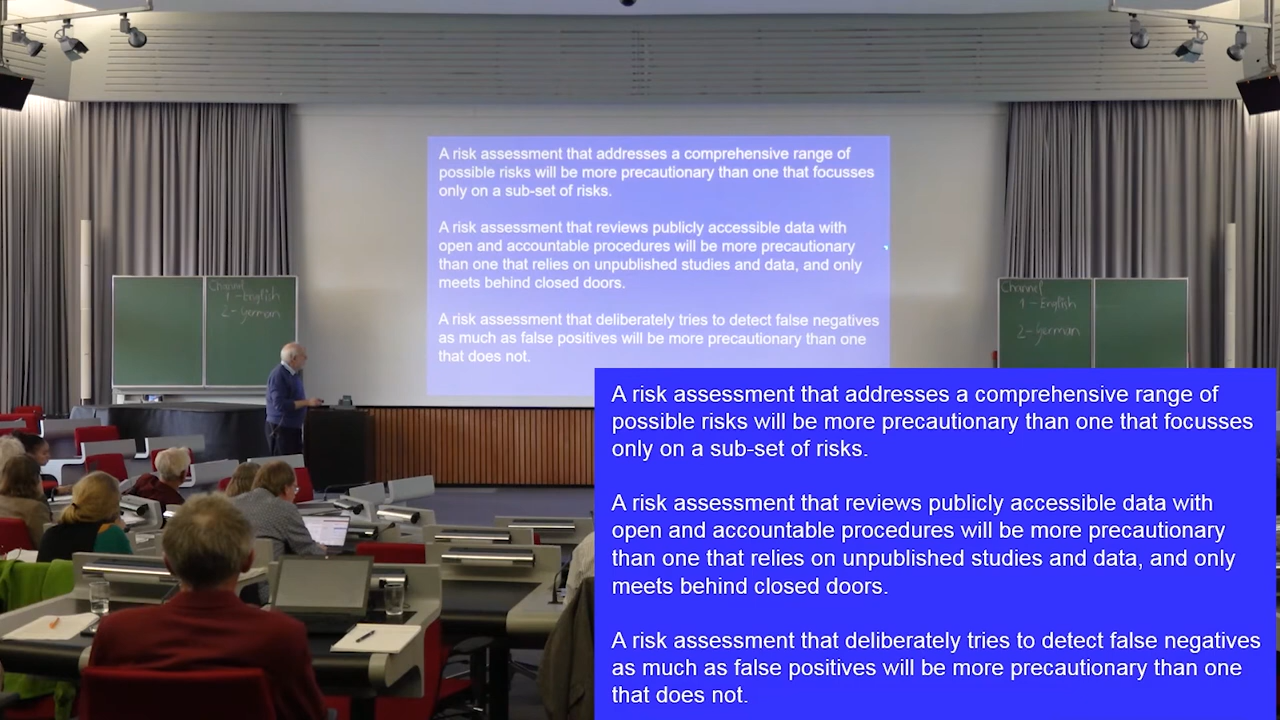 A risk assessment that addresses a comprehensive range of
possible risks will be more precautionary than one that focusses
only on a sub-set of risks.
A risk assessment that reviews publicly accessible data with
open and accountable procedures will be more precautionary
than one that relies on unpublished studies and data, and only
meets behind closed doors.
A risk assessment that deliberately tries to detect false negatives
as much as false positives will be more precautionary than one
that does not.
Channel
1 - English
2 - German
Channel
1 - English
2 - German
A risk assessment that addresses a comprehensive range of
possible risks will be more precautionary than one that focusses
only on a sub-set of risks.
A risk assessment that reviews publicly accessible data with
open and accountable procedures will be more precautionary
than one that relies on unpublished studies and data, and only
meets behind closed doors.
A risk assessment that deliberately tries to detect false negatives
as much as false positives will be more precautionary than one
that does not.